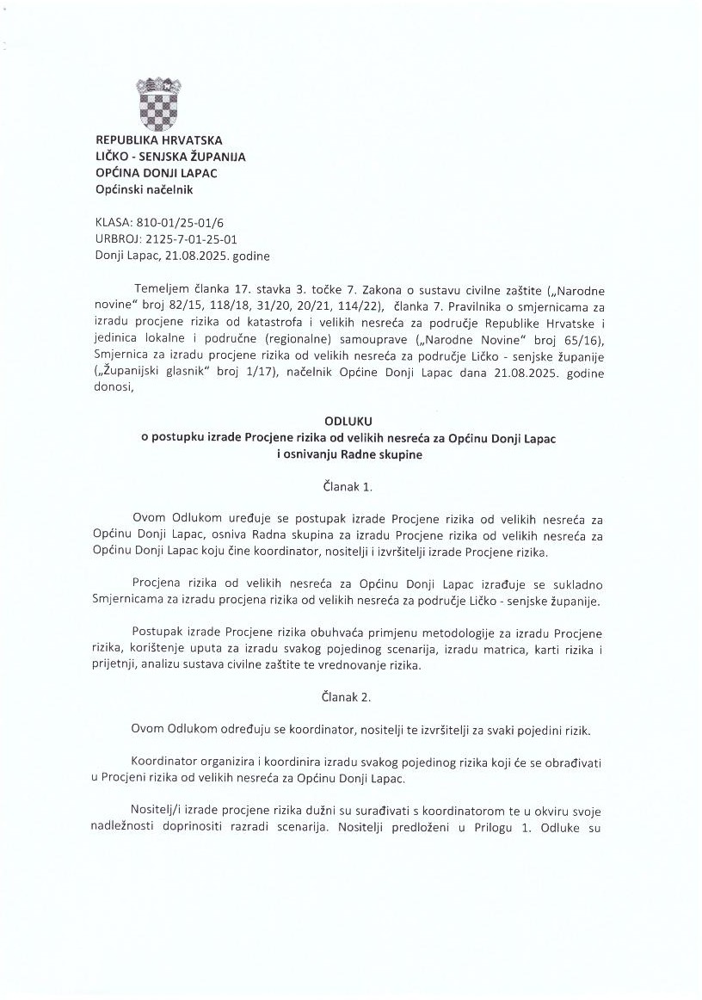 REPUBLIKA HRVATSKA
LIČKO - SENJSKA ŽUPANIJA
OPĆINA DONJI LAPAC
Općinski načelnik
KLASA: 810-01/25-01/6
URBROJ: 2125-7-01-25-01
Donji Lapac, 21.08.2025. godine
Temeljem članka 17. stavka 3. točke 7. Zakona o sustavu civilne zaštite („Narodne
novine“ broj 82/15, 118/18, 31/20, 20/21, 114/22), članka 7. Pravilnika o smjernicama za
izradu procjene rizika od katastrofa i velikih nesreća za područje Republike Hrvatske i
jedinica lokalne i područne (regionalne) samouprave („Narodne Novine“ broj 65/16),
Smjernica za izradu procjene rizika od velikih nesreća za područje Ličko - senjske županije
(„Županijski glasnik“ broj 1/17), načelnik Općine Donji Lapac dana 21.08.2025. godine
donosi,
ODLUKU
o postupku izrade Procjene rizika od velikih nesreća za Općinu Donji Lapac
i osnivanju Radne skupine
Članak 1.
Ovom Odlukom uređuje se postupak izrade Procjene rizika od velikih nesreća za
Općinu Donji Lapac, osniva Radna skupina za izradu Procjene rizika od velikih nesreća za
Općinu Donji Lapac koju čine koordinator, nositelji i izvršitelji izrade Procjene rizika.
Procjena rizika od velikih nesreća za Općinu Donji Lapac izrađuje se sukladno
Smjernicama za izradu procjena rizika od velikih nesreća za područje Ličko - senjske županije.
Postupak izrade Procjene rizika obuhvaća primjenu metodologije za izradu Procjene
rizika, korištenje uputa za izradu svakog pojedinog scenarija, izradu matrica, karti rizika i
prijetnji, analizu sustava civilne zaštite te vrednovanje rizika.
Članak 2.
Ovom Odlukom određuju se koordinator, nositelji te izvršitelji za svaki pojedini rizik.
Koordinator organizira i koordinira izradu svakog pojedinog rizika koji će se obrađivati
u Procjeni rizika od velikih nesreća za Općinu Donji Lapac.
Nositelj/i izrade procjene rizika dužni su surađivati s koordinatorom te u okviru svoje
nadležnosti doprinositi razradi scenarija. Nositelji predloženi u Prilogu 1. Odluke su